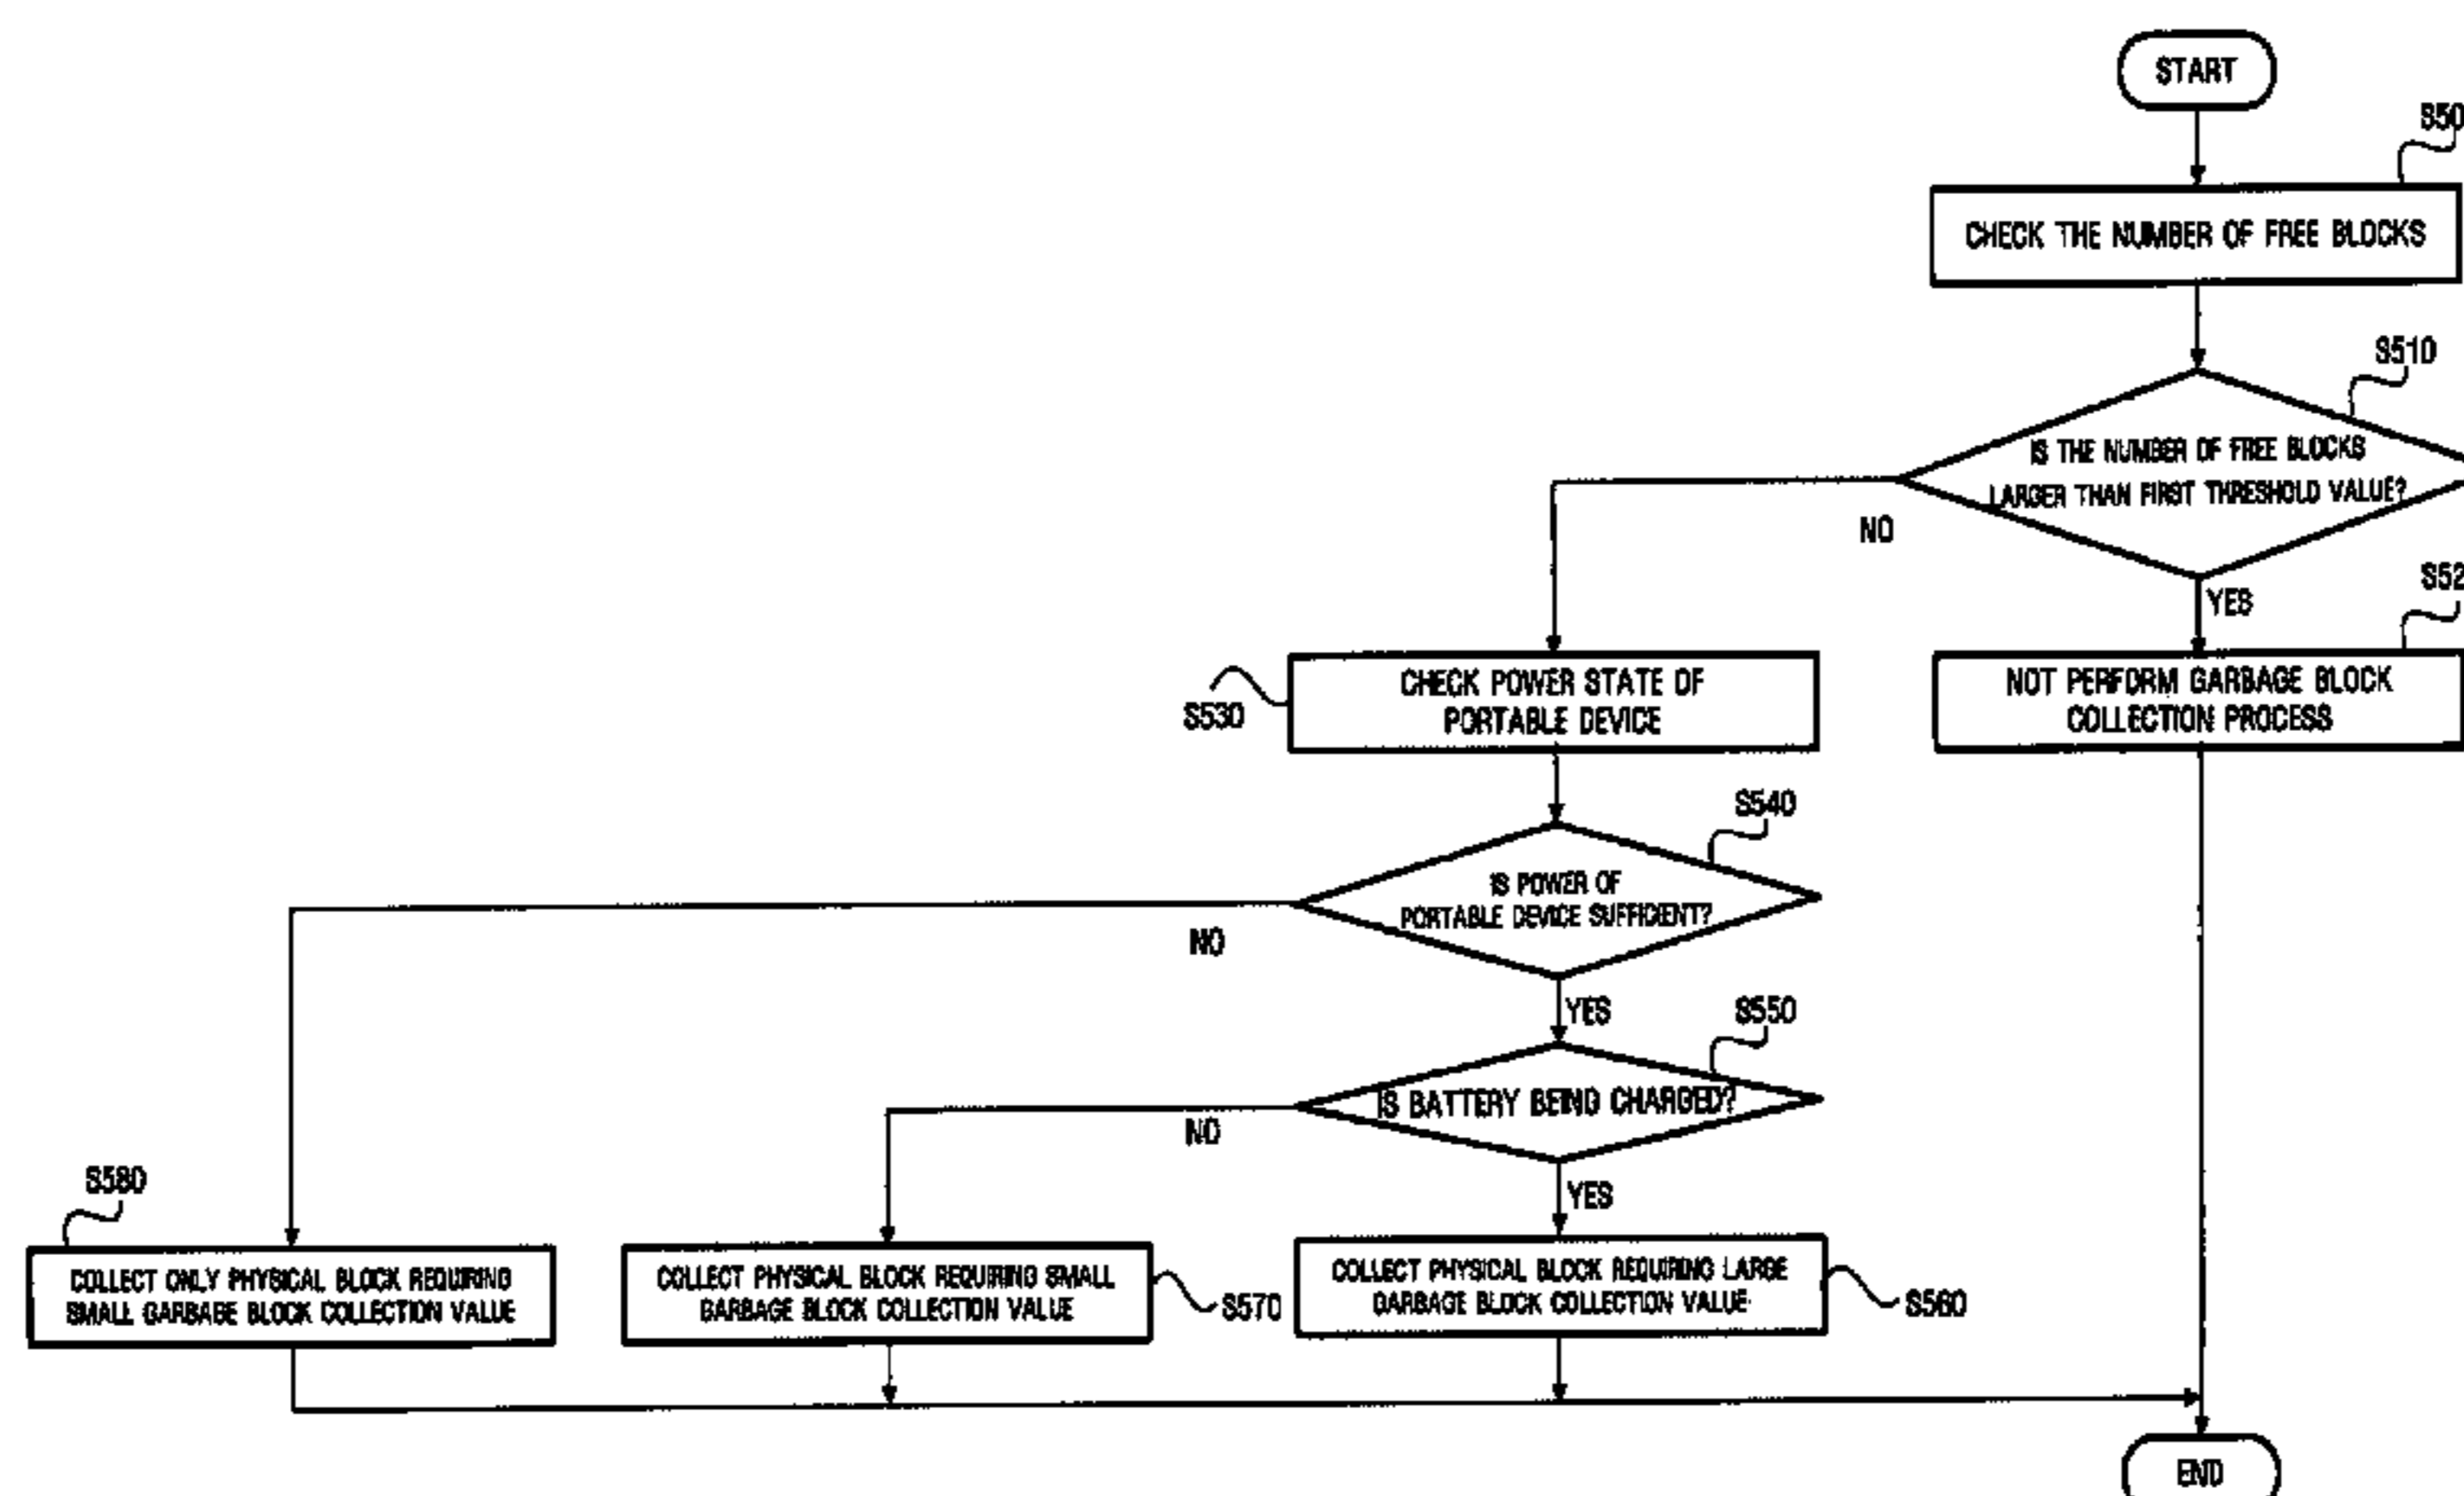 START
S50
CHECK THE NUMBER OF FREE BLOCKS
S510
IS THE NUMBER OF FREE BLOCKS
LARGER THAN FIRST THRESHOLD VALUE?
NO
YES
S52
CHECK POWER STATE OF
PORTABLE DEVICE
S530
NOT PERFORM GARBAGE BLOCK
COLLECTION PROCESS
S540
IS POWER OF
PORTABLE DEVICE SUFFICIENT?
NO
YES
S550
IS BATTERY BEING CHARGED?
NO
YES
S580
COLLECT ONLY PHYSICAL BLOCK REQUIRING
SMALL GARBAGE BLOCK COLLECTION VALUE
COLLECT PHYSICAL BLOCK REQUIRING SMALL
GARBAGE BLOCK COLLECTION VALUE
S570
COLLECT PHYSICAL BLOCK REQUIRING LARGE
GARBAGE BLOCK COLLECTION VALUE
S560
END